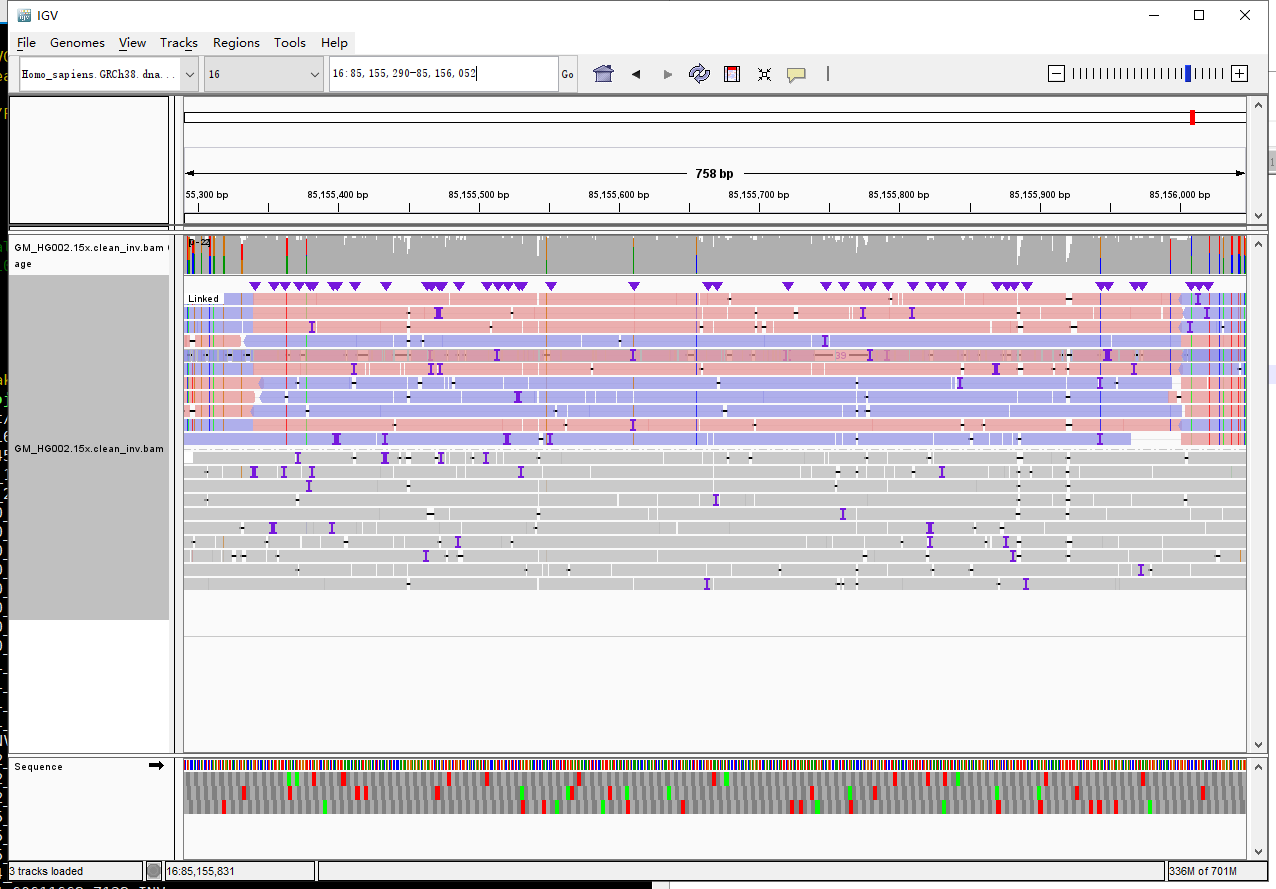 IGV
File Genomes View Tracks Regions Tools Help
Homo_sapiens.GRCh38.dna... 16 16:85,155,290-85,156,052 Go
758 bp
55,300 bp 85,155,400 bp 85,155,500 bp 85,155,600 bp 85,155,700 bp 85,155,800 bp 85,155,900 bp 85,156,000 bp
GM_HG002.15x.clean_inv.bam
age
Linked
39
GM_HG002.15x.clean_inv.bam
Sequence
3 tracks loaded 16:85,155,831 336M of 701M